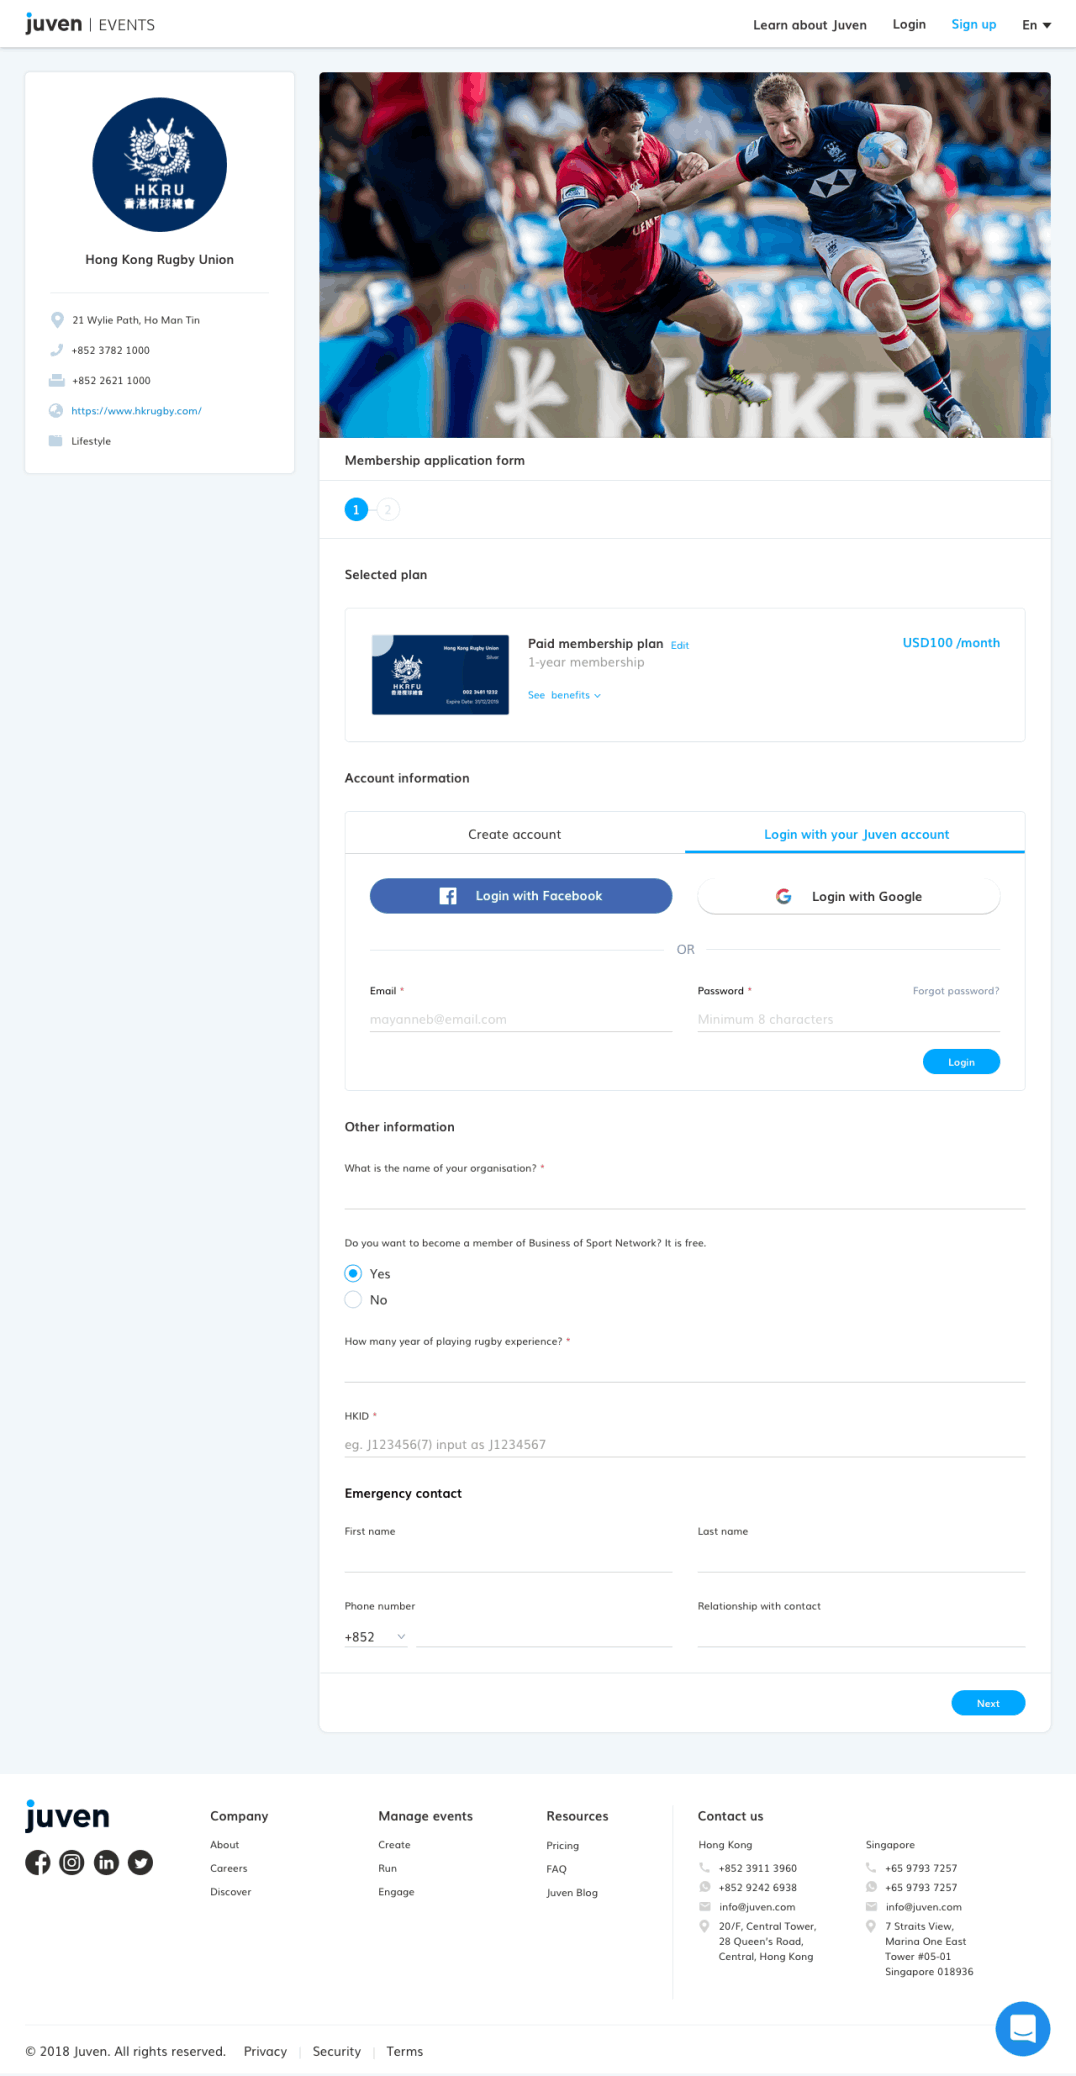 juven | EVENTS
Learn about Juven
Login
Sign up
En
HKRU
香港欖球總會
Hong Kong Rugby Union
21 Wylie Path, Ho Man Tin
+852 3782 1000
+852 2621 1000
https://www.hkrugby.com/
Lifestyle
Membership application form
1
2
Selected plan
Hong Kong Rugby Union
Silver
HKRFU
香港欖球總會
002 3481 1232
Expire Date: 31/12/2019
Paid membership plan Edit
USD100 /month
1-year membership
See benefits
Account information
Create account
Login with your Juven account
Login with Facebook
Login with Google
OR
Email *
Password *
Forgot password?
mayanneb@email.com
Minimum 8 characters
Login
Other information
What is the name of your organisation? *
Do you want to become a member of Business of Sport Network? It is free.
Yes
No
How many year of playing rugby experience? *
HKID *
eg. J123456(7) input as J1234567
Emergency contact
First name
Last name
Phone number
Relationship with contact
+852
Next
juven
Company
About
Careers
Discover
Manage events
Create
Run
Engage
Resources
Pricing
FAQ
Juven Blog
Contact us
Hong Kong
+852 3911 3960
+852 9242 6938
info@juven.com
20/F, Central Tower,
28 Queen's Road,
Central, Hong Kong
Singapore
+65 9793 7257
+65 9793 7257
info@juven.com
7 Straits View,
Marina One East
Tower #05-01
Singapore 018936
© 2018 Juven. All rights reserved.
Privacy
Security
Terms